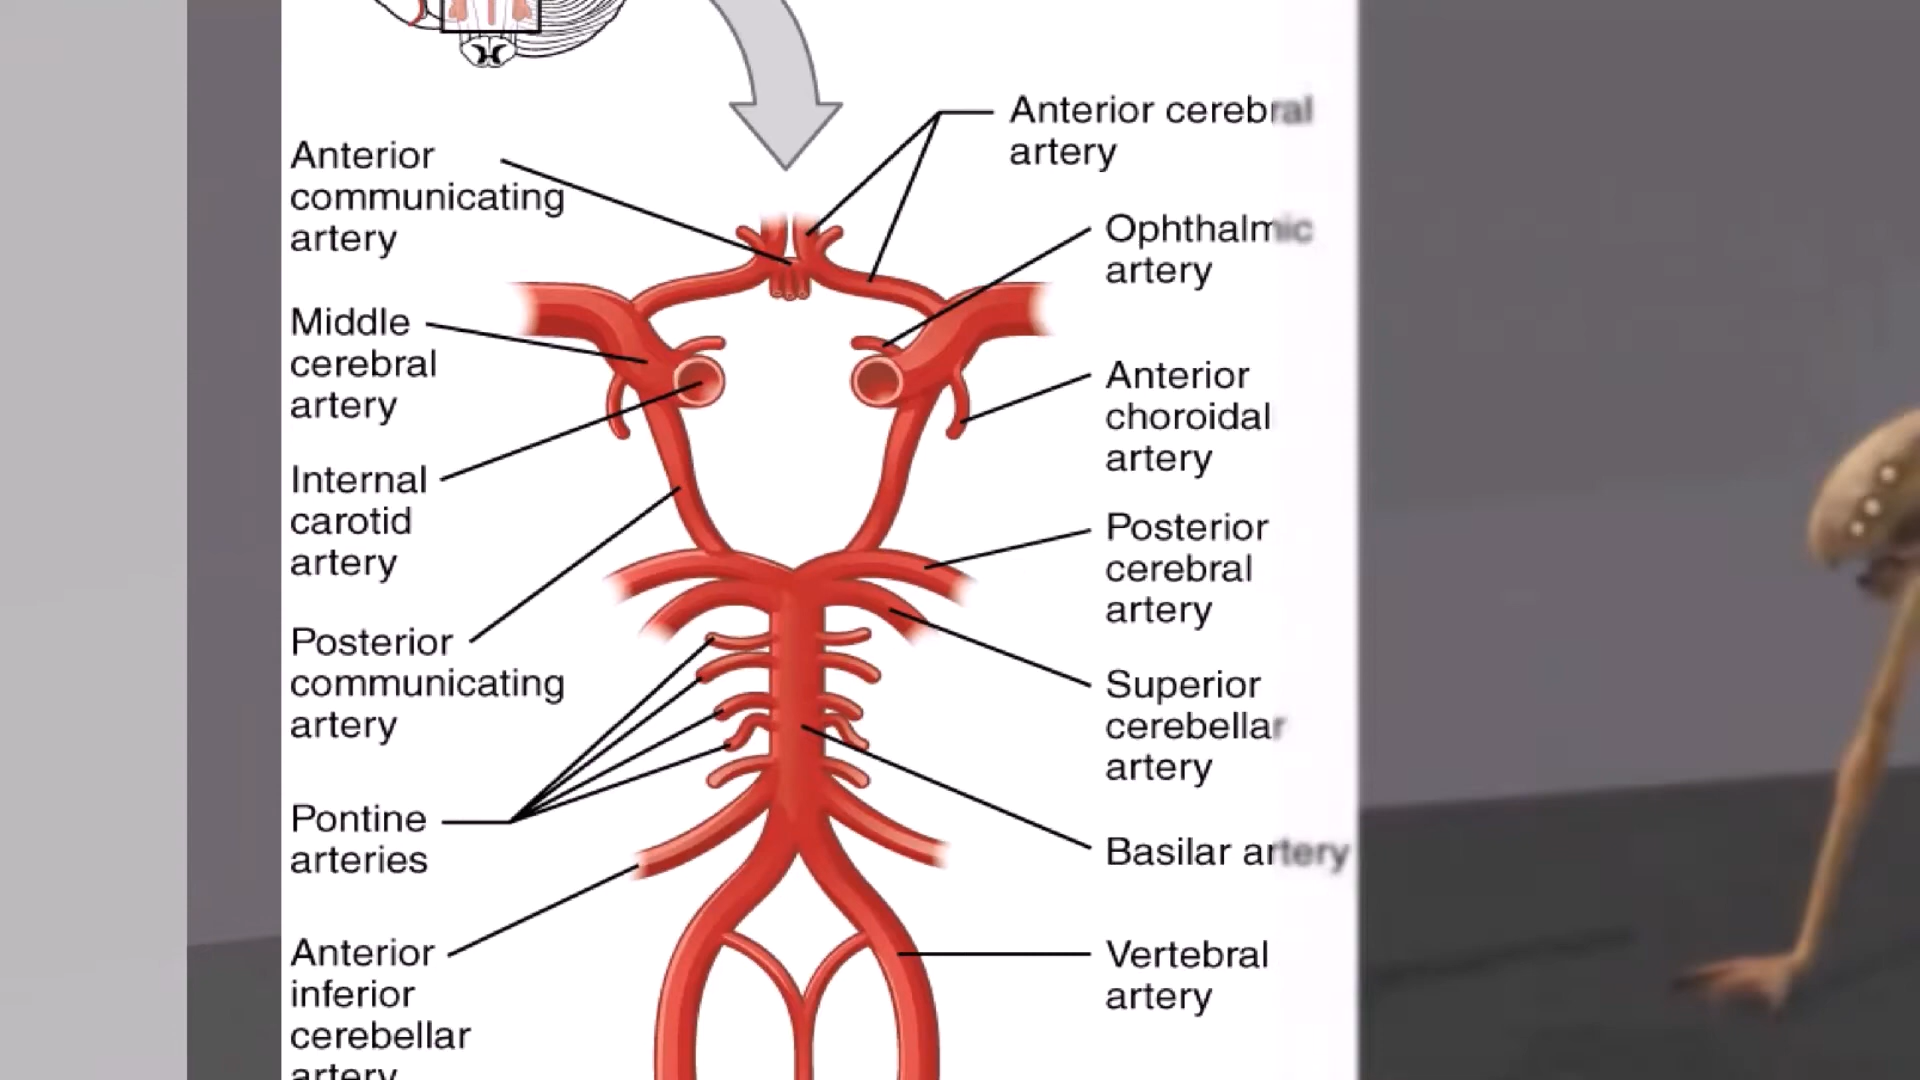 Anterior
communicating
artery
Middle
cerebral
artery
Internal
carotid
artery
Posterior
communicating
artery
Pontine
arteries
Anterior
inferior
cerebellar
artery
Anterior cerebral
artery
Ophthalmic
artery
Anterior
choroidal
artery
Posterior
cerebral
artery
Superior
cerebellar
artery
Basilar artery
Vertebral
artery